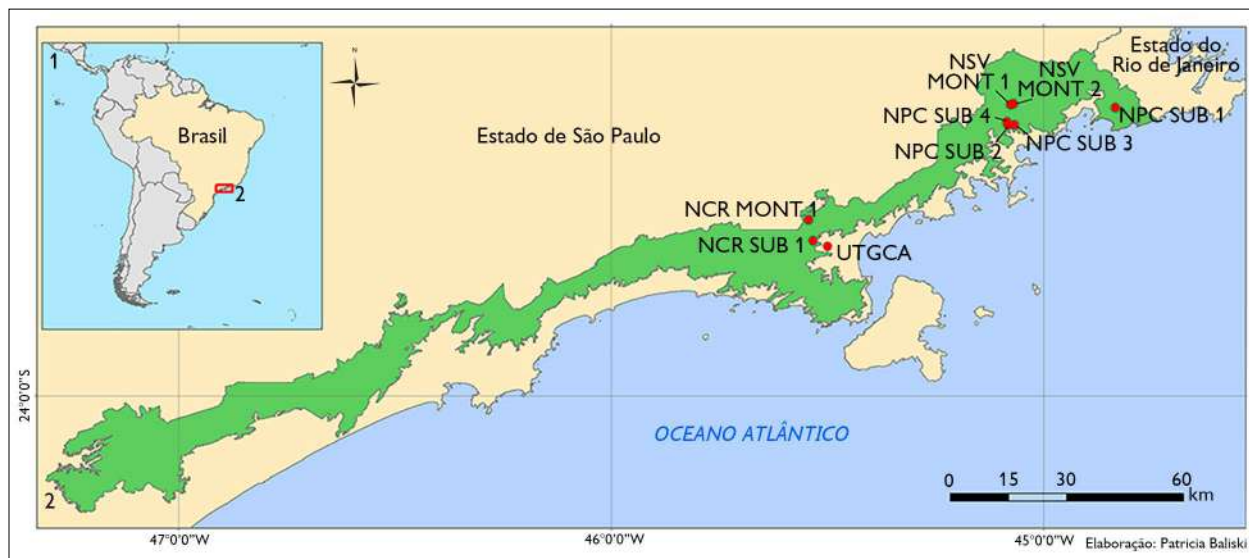 1
N
Brasil
2
Estado de São Paulo
Estado do
Rio de Janeiro
NSV
MONT 1
NSV
MONT 2
NPC SUB 4
NPC SUB 1
NPC SUB 2
NPC SUB 3
NCR MONT 1
NCR SUB 1
UTGCA
24°0'0"S
OCEANO ATLÂNTICO
0 15 30 60
km
2
47°0'0"W 46°0'0"W 45°0'0"W
Elaboração: Patricia Baliski